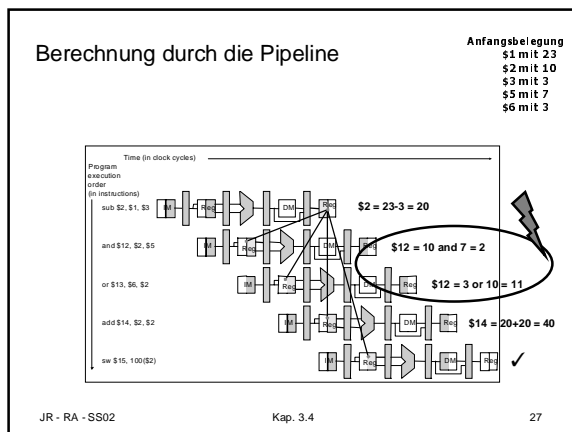 Berechnung durch die Pipeline
Anfangsbelegung
$1 mit 23
$2 mit 10
$3 mit 3
$5 mit 7
$6 mit 3
Time (in clock cycles)
Program
execution
order
(in instructions)
sub $2, $1, $3
IM Reg DM Reg
$2 = 23-3 = 20
and $12, $2, $5
IM Reg DM Reg
$12 = 10 and 7 = 2
or $13, $6, $2
IM Reg DM Reg
$12 = 3 or 10 = 11
add $14, $2, $2
IM Reg DM Reg
$14 = 20+20 = 40
sw $15, 100($2)
IM Reg DM Reg
✓
JR - RA - SS02
Kap. 3.4
27